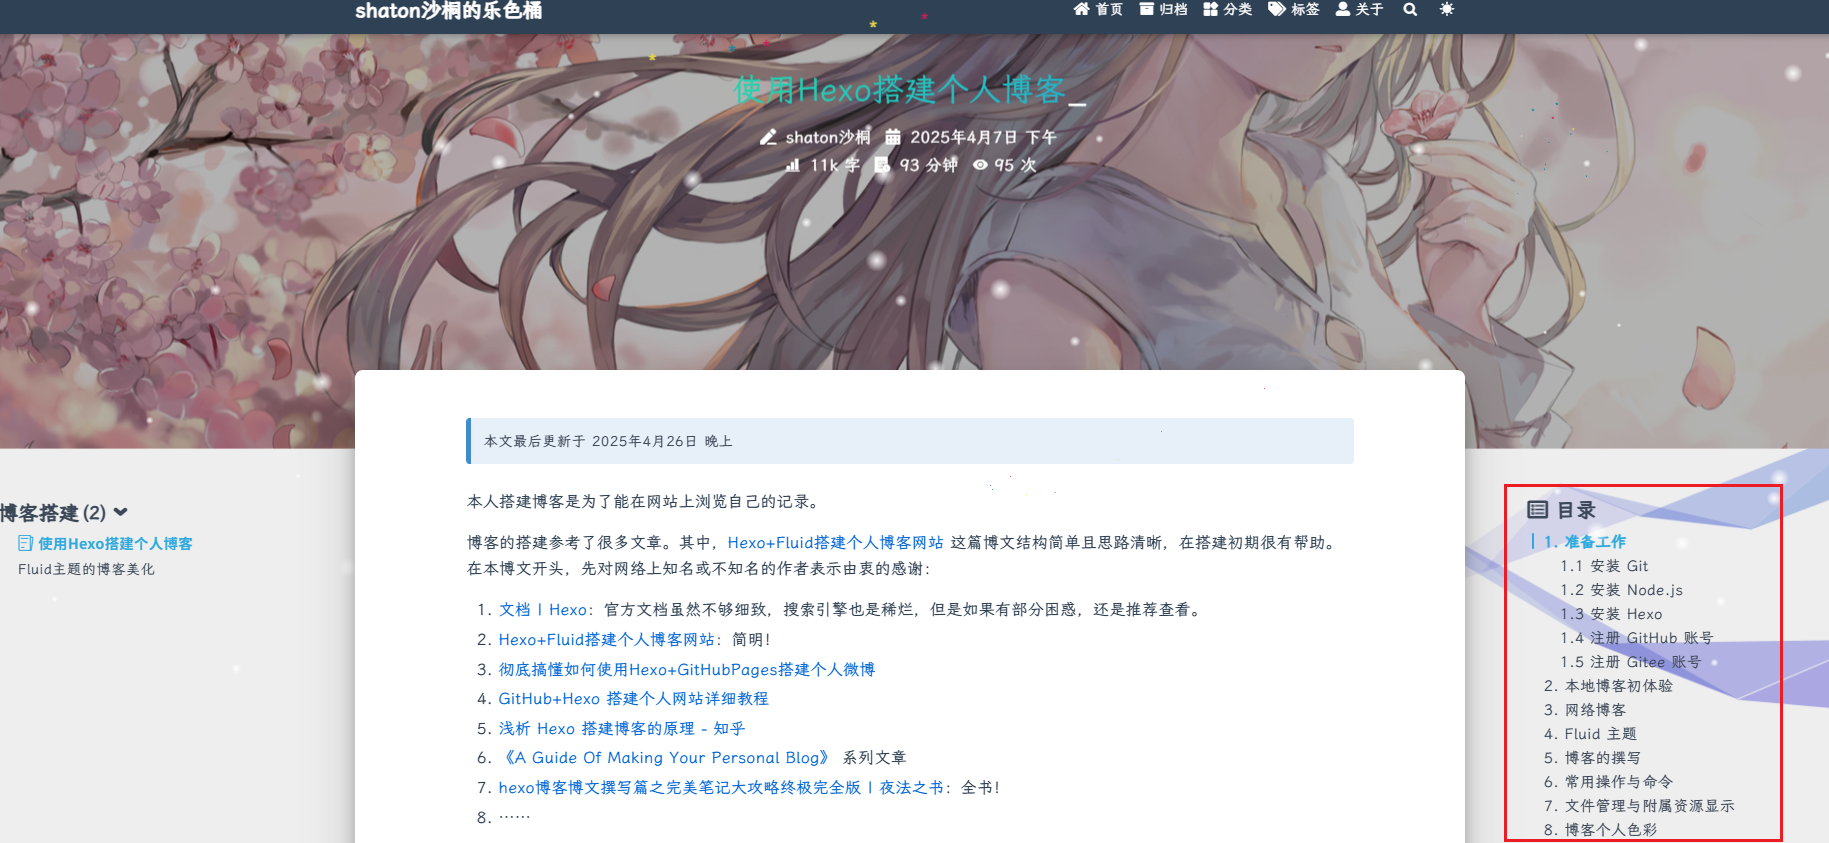 shaton沙桐的乐色桶
首页 归档 分类 标签 关于
使用Hexo搭建个人博客_
shaton沙桐 2025年4月7日 下午
11k 字 93 分钟 95 次
本文最后更新于 2025年4月26日 晚上
本人搭建博客是为了能在网站上浏览自己的记录。
博客的搭建参考了很多文章。其中，Hexo+Fluid搭建个人博客网站 这篇博文结构简单且思路清晰，在搭建初期很有帮助。
在本博文开头，先对网络上知名或不知名的作者表示由衷的感谢：
1. 文档 | Hexo：官方文档虽然不够细致，搜索引擎也是稀烂，但是如果有部分困惑，还是推荐查看。
2. Hexo+Fluid搭建个人博客网站：简明！
3. 彻底搞懂如何使用Hexo+GitHubPages搭建个人微博
4. GitHub+Hexo 搭建个人网站详细教程
5. 浅析 Hexo 搭建博客的原理 - 知乎
6. 《A Guide Of Making Your Personal Blog》 系列文章
7. hexo博客博文撰写篇之完美笔记大攻略终极完全版 | 夜法之书：全书！
8. ……
博客搭建 (2)
使用Hexo搭建个人博客
Fluid主题的博客美化
目录
1. 准备工作
1.1 安装 Git
1.2 安装 Node.js
1.3 安装 Hexo
1.4 注册 GitHub 账号
1.5 注册 Gitee 账号
2. 本地博客初体验
3. 网络博客
4. Fluid 主题
5. 博客的撰写
6. 常用操作与命令
7. 文件管理与附属资源显示
8. 博客个人色彩